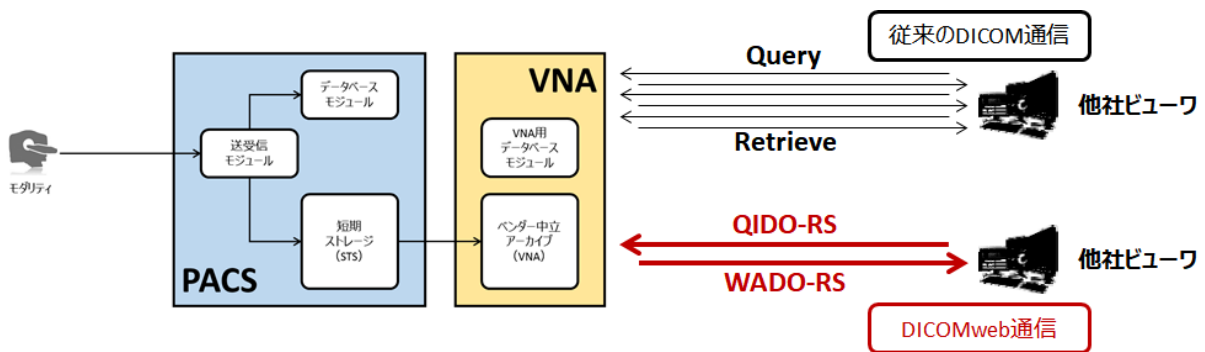 従来のDICOM通信
Query
Retrieve
他社ビューワ
モダリティ
PACS
送受信
モジュール
データベース
モジュール
短期
ストレージ
(STS)
VNA
VNA用
データベース
モジュール
ベンダー中立
アーカイブ
(VNA)
QIDO-RS
WADO-RS
他社ビューワ
DICOMweb通信